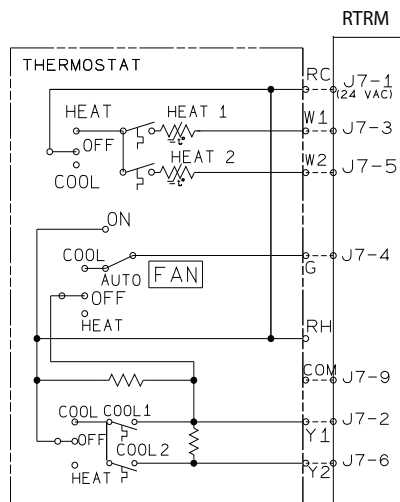 RTRM
THERMOSTAT
RC J7-1
(24 VAC)
HEAT HEAT 1 W1 J7-3
OFF
HEAT 2 W2 J7-5
COOL
ON
COOL
AUTO FAN G J7-4
OFF
HEAT
RH
COM J7-9
COOL COOL1 J7-2
Y1
OFF
COOL2
HEAT Y2 J7-6